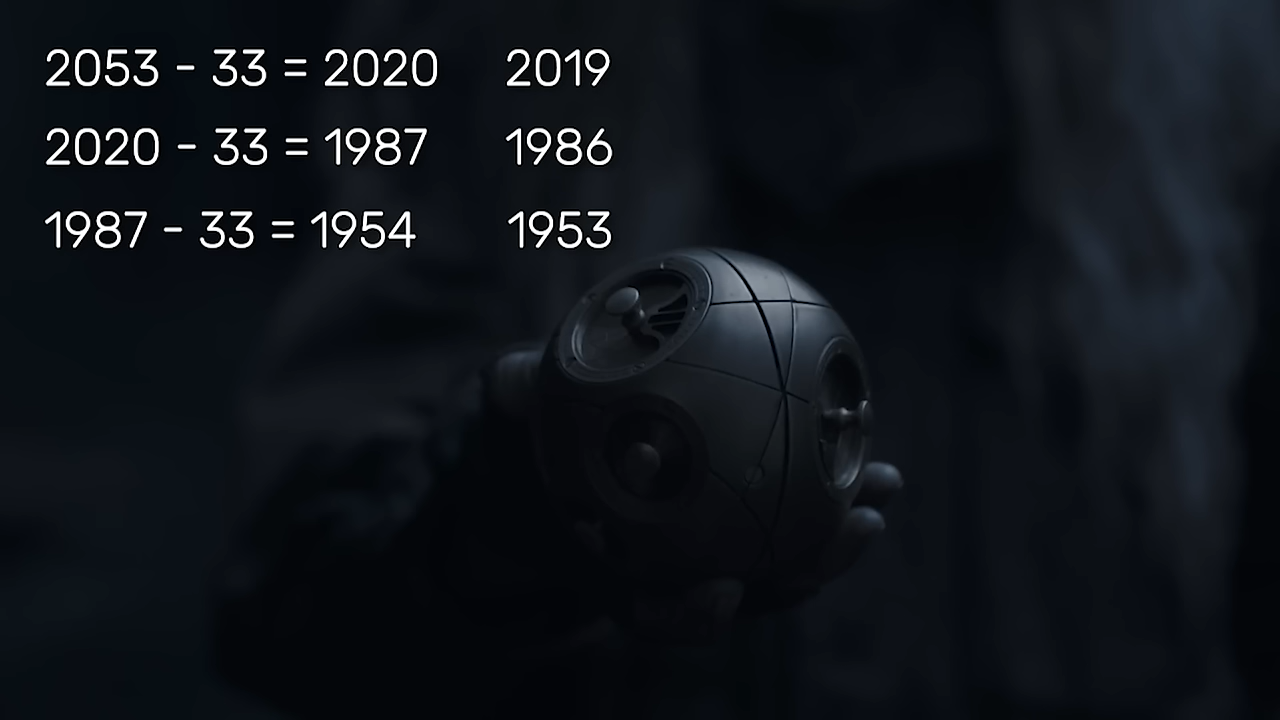 2053 - 33 = 2020 2019
2020 - 33 = 1987 1986
1987 - 33 = 1954 1953